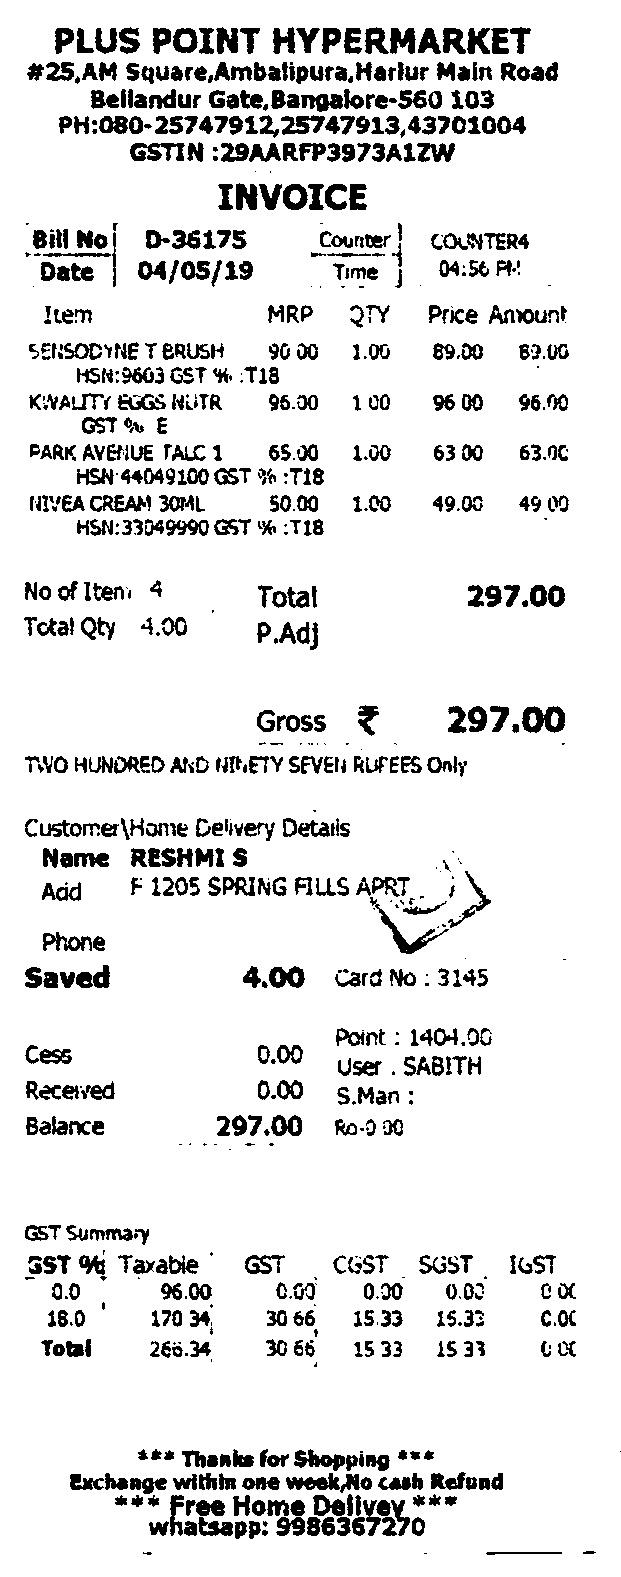 PLUS POINT HYPERMARKET
#25,AM Square,Ambalipura,Harlur Main Road
Bellandur Gate,Bangalore-560 103
PH:080-25747912,25747913,43701004
GSTIN :29AARFP3973A1ZW
INVOICE
Bill No D-36175 Counter COUNTER4
Date 04/05/19 Time 04:56 PM
Item MRP QTY Price Amount
SENSODYNE T BRUSH 90.00 1.00 89.00 89.00
HSN:9603 GST % :T18
KWALITY EGGS NUTR 96.00 1.00 96.00 96.00
GST % E
PARK AVENUE TALC 1 65.00 1.00 63.00 63.00
HSN:44049100 GST % :T18
NIVEA CREAM 30ML 50.00 1.00 49.00 49.00
HSN:33049990 GST % :T18
No of Item 4 Total 297.00
Total Qty 4.00 P.Adj
Gross ₹ 297.00
TWO HUNDRED AND NINETY SEVEN RUPEES Only
Customer\Home Delivery Details
Name RESHMI S
Add F 1205 SPRING FILLS APRT
Phone
Saved 4.00 Card No : 3145
Point : 1404.00
Cess 0.00 User . SABITH
Received 0.00 S.Man :
Balance 297.00 Ro-0.00
GST Summary
GST % Taxable GST CGST SGST IGST
0.0 96.00 0.00 0.00 0.00 0.00
18.0 170.34 30.66 15.33 15.33 0.00
Total 266.34 30.66 15.33 15.33 0.00
*** Thanks for Shopping ***
Exchange within one week,No cash Refund
*** Free Home Delivey ***
whatsapp: 9986367270